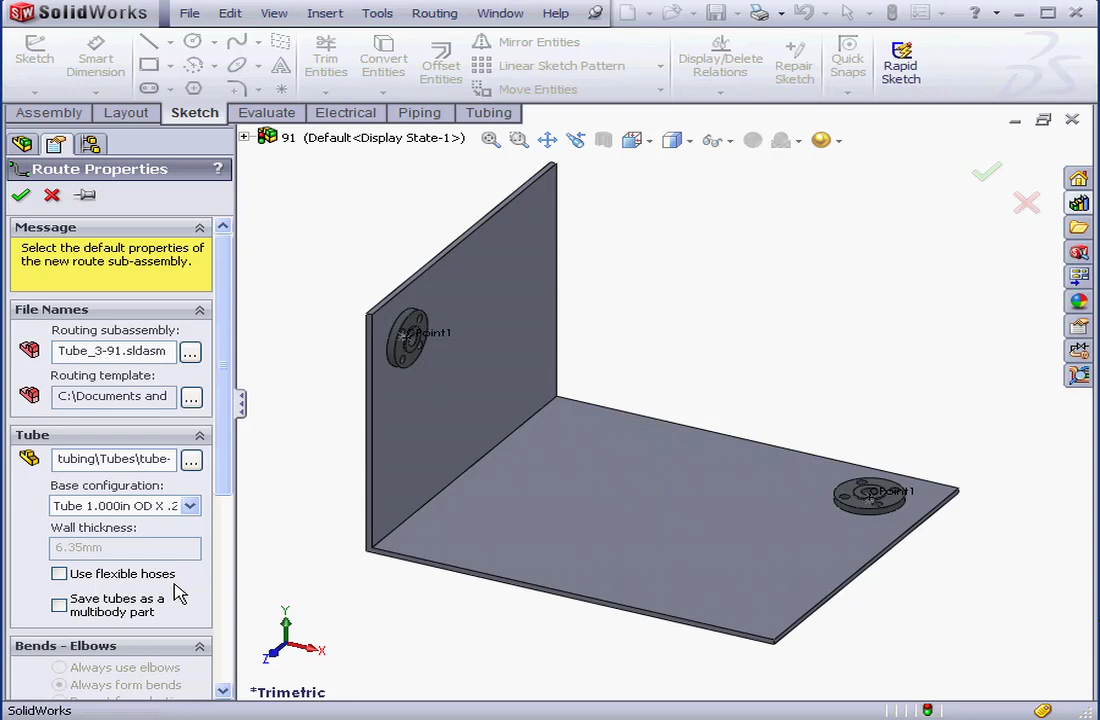 SW SolidWorks File Edit View Insert Tools Routing Window Help
Sketch Smart Dimension Trim Entities Convert Entities Offset Entities Mirror Entities Linear Sketch Pattern Move Entities Display/Delete Relations Repair Sketch Quick Snaps Rapid Sketch
Assembly Layout Sketch Evaluate Electrical Piping Tubing
91 (Default<Display State-1>)
Route Properties ?
Message
Select the default properties of
the new route sub-assembly.
File Names
Routing subassembly:
Tube_3-91.sldasm ...
Routing template:
C:\Documents and ...
Tube
tubing\Tubes\tube- ...
Base configuration:
Tube 1.000in OD X .2
Wall thickness:
6.35mm
Use flexible hoses
Save tubes as a
multibody part
Bends - Elbows
Always use elbows
Always form bends
CPoint1
CPoint1
Y
X
Z
*Trimetric
SolidWorks